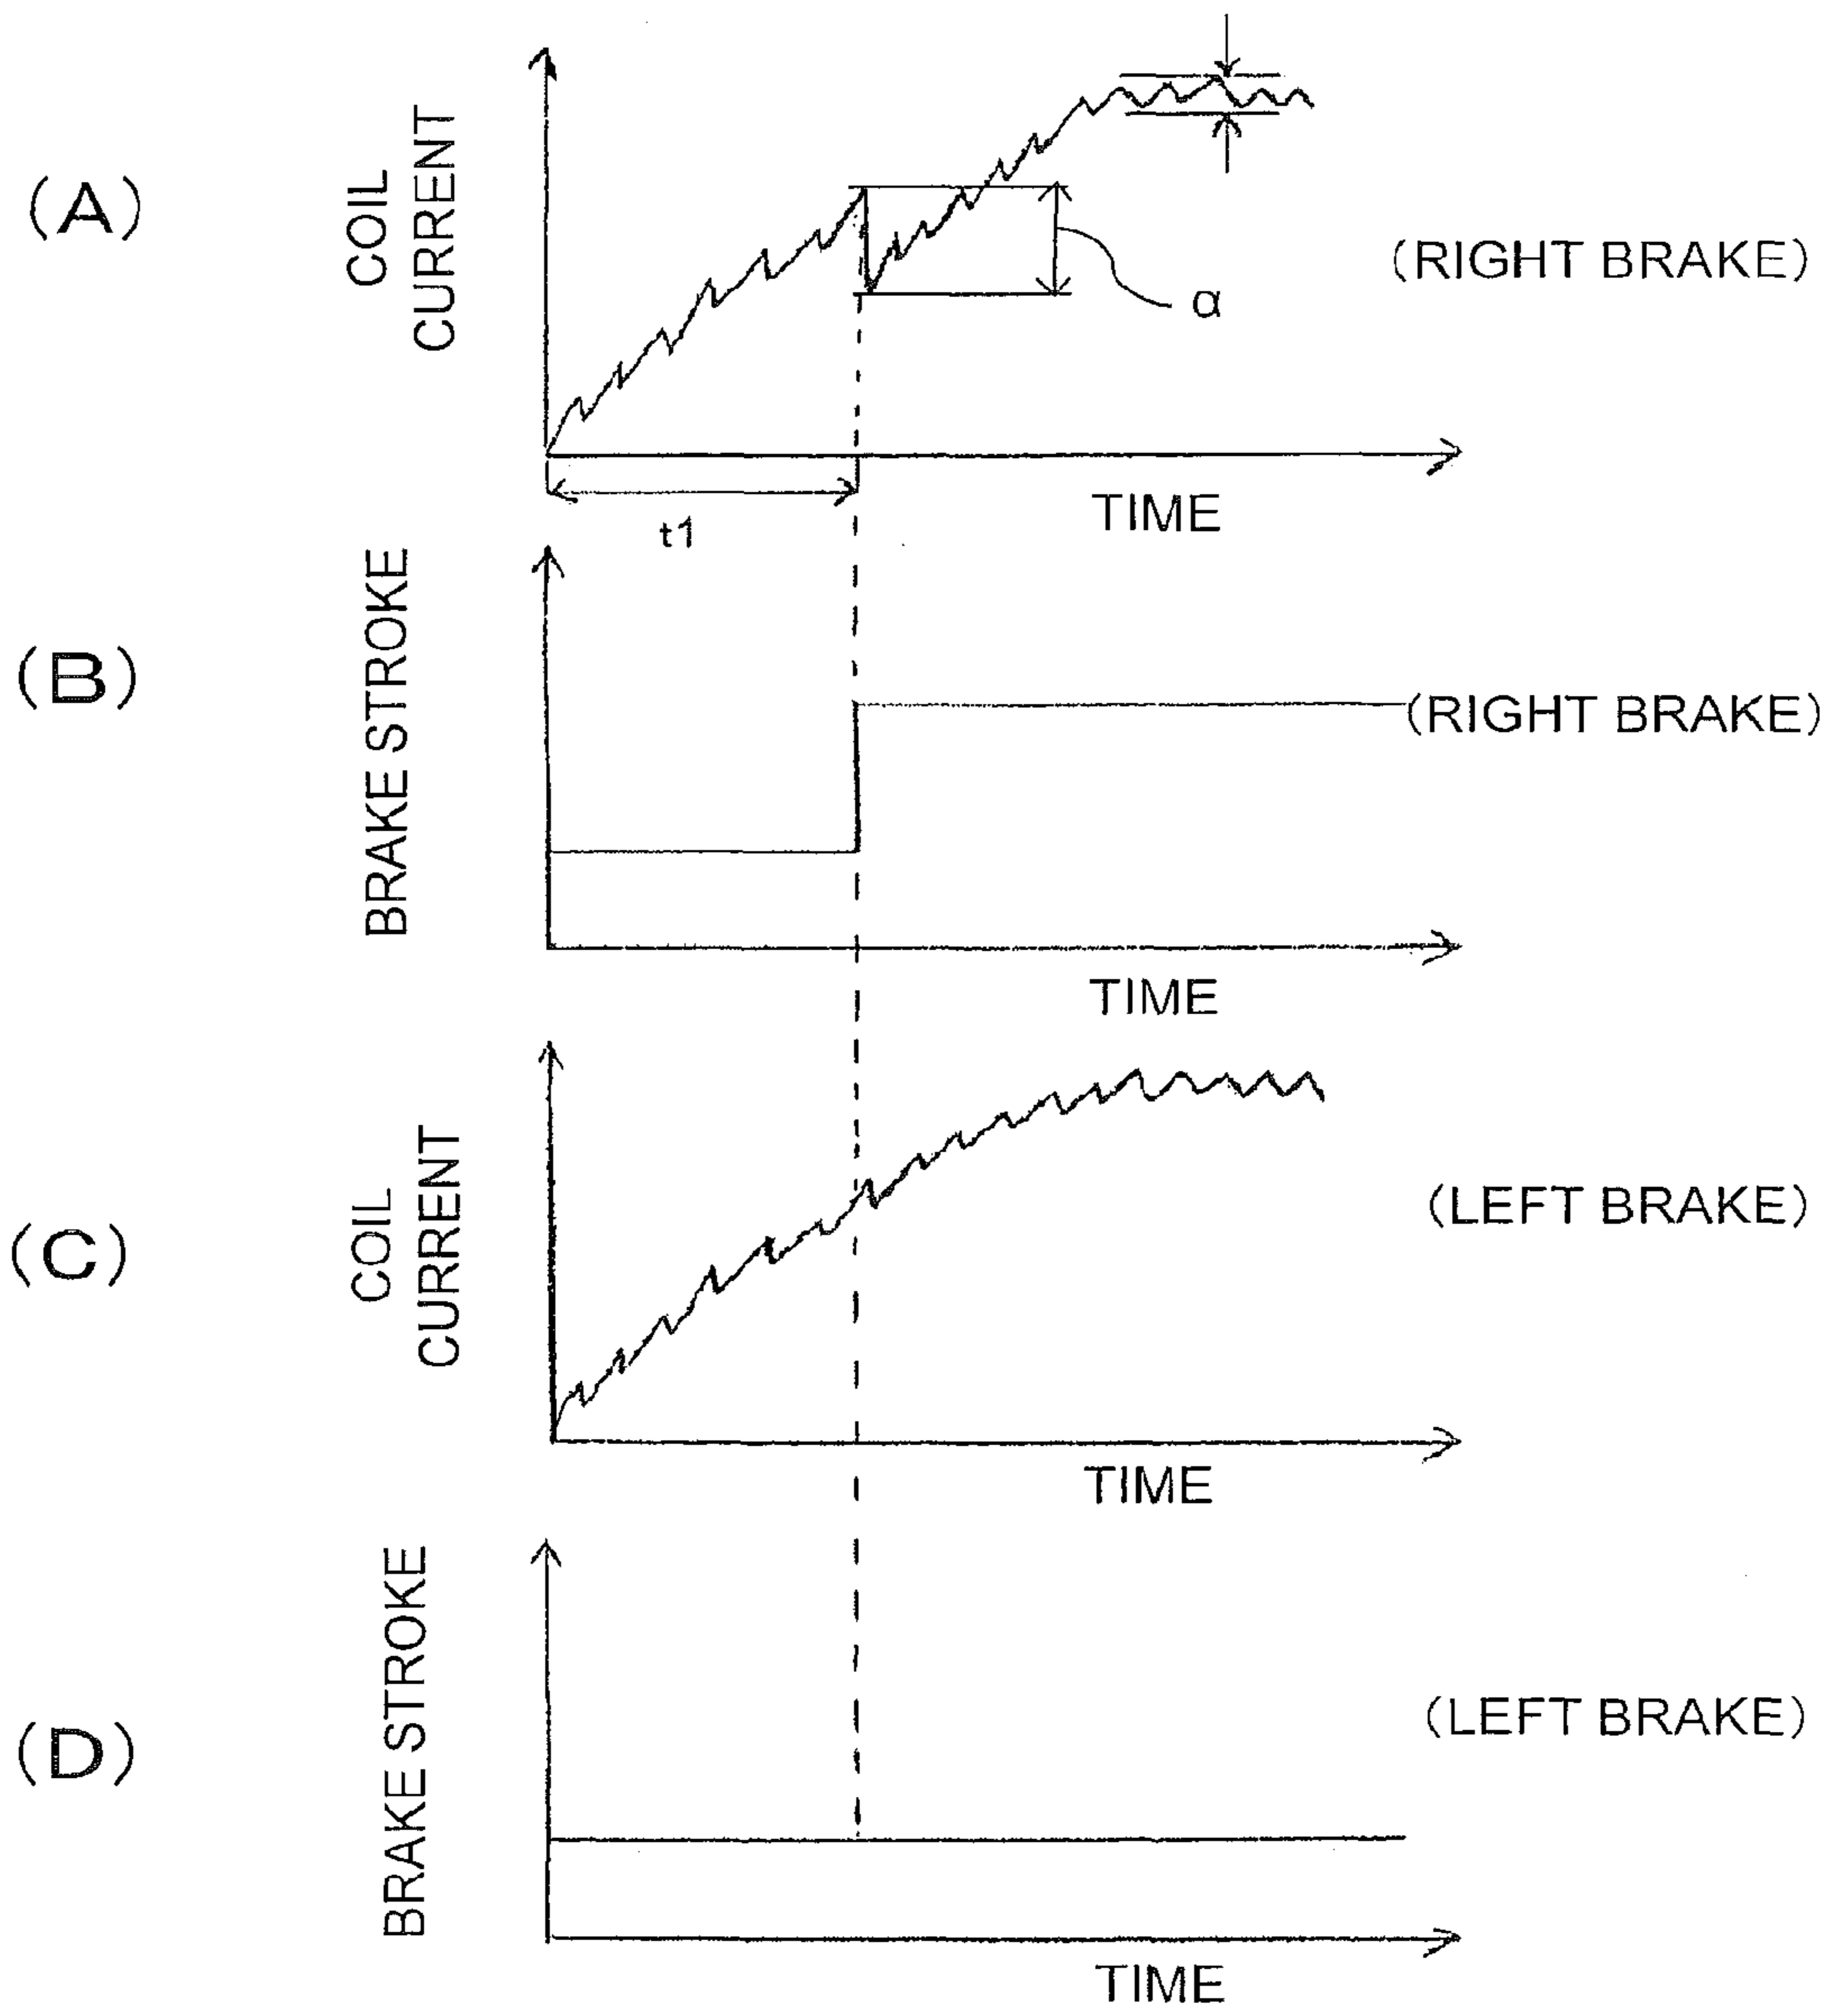 (A)
COIL
CURRENT
(RIGHT BRAKE)
α
TIME
t1
(B)
BRAKE STROKE
(RIGHT BRAKE)
TIME
(C)
COIL
CURRENT
(LEFT BRAKE)
TIME
(D)
BRAKE STROKE
(LEFT BRAKE)
TIME